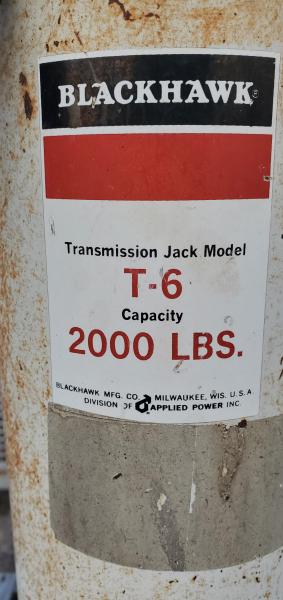 BLACKHAWK®
Transmission Jack Model
T-6
Capacity
2000 LBS.
BLACKHAWK MFG. CO. MILWAUKEE, WIS. U.S.A.
DIVISION OF APPLIED POWER INC.